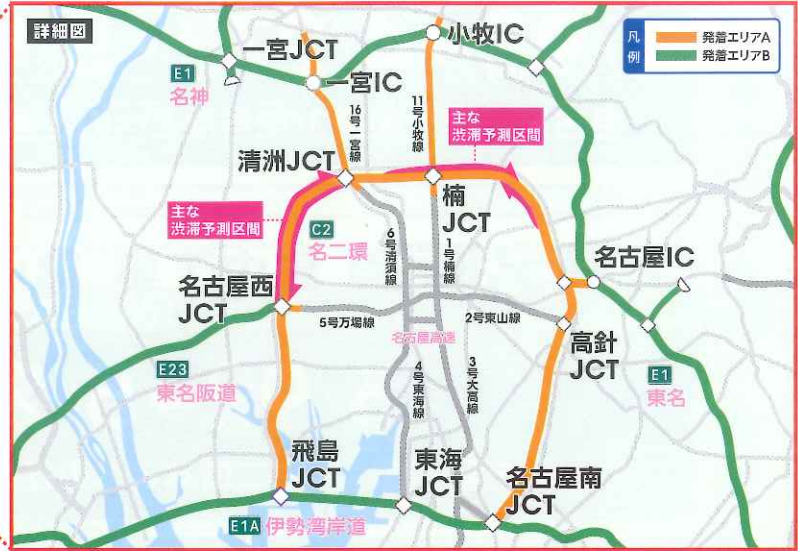 詳細図
凡例
発着エリアA
発着エリアB
一宮JCT
小牧IC
E1
名神
一宮IC
16号一宮線
11号小牧線
主な
渋滞予測区間
清洲JCT
楠
JCT
主な
渋滞予測区間
C2
名二環
6号清須線
1号楠線
名古屋IC
名古屋西
JCT
5号万場線
2号東山線
名古屋高速
高針
JCT
E23
東名阪道
4号東海線
3号大高線
E1
東名
飛島
JCT
東海
JCT
名古屋南
JCT
E1A
伊勢湾岸道